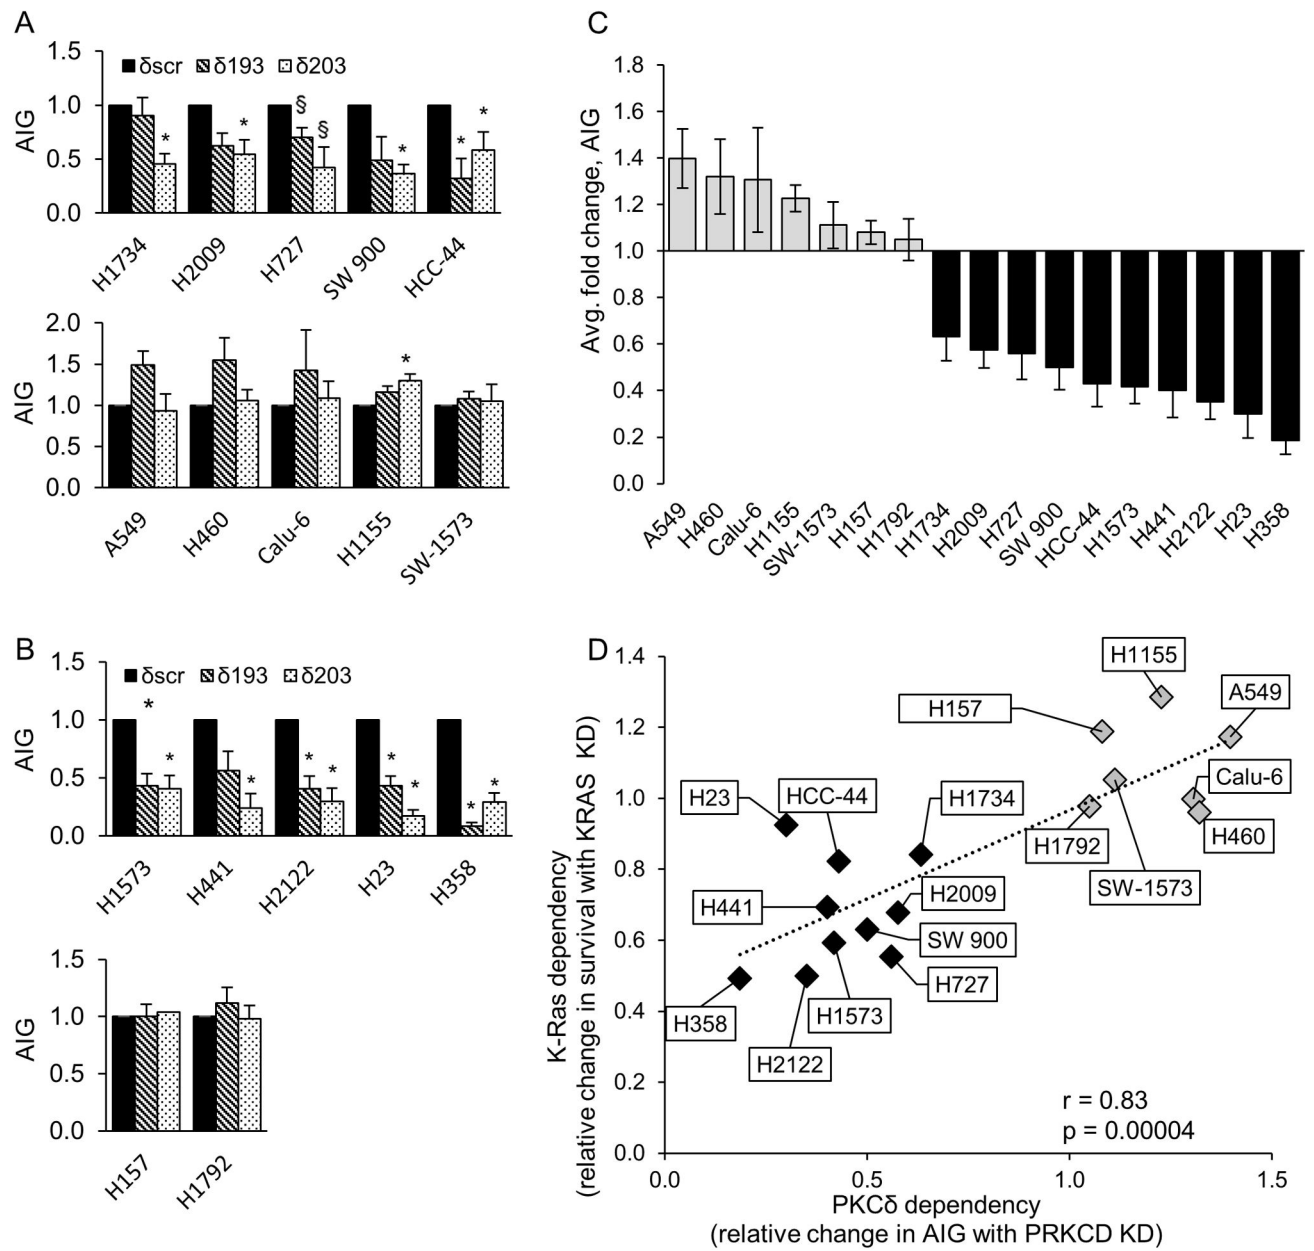 A
1.5
δscr δ193 δ203
1.0
0.5
0.0
AIG
* * § § * * *
H1734 H2009 H727 SW 900 HCC-44
2.0
1.5
1.0
0.5
0.0
AIG
*
A549 H460 Calu-6 H1155 SW-1573
B
1.5
δscr δ193 δ203
1.0
0.5
0.0
AIG
* * * * * * * * *
H1573 H441 H2122 H23 H358
1.5
1.0
0.5
0.0
AIG
H157 H1792
C
1.8
1.6
1.4
1.2
1.0
0.8
0.6
0.4
0.2
0.0
Avg. fold change, AIG
A549 H460 Calu-6 H1155 SW-1573 H157 H1792 H1734 H2009 H727 SW 900 HCC-44 H1573 H441 H2122 H23 H358
D
1.4
1.2
1.0
0.8
0.6
0.4
0.2
0.0
K-Ras dependency
(relative change in survival with KRAS KD)
H1155
A549
H157
Calu-6
H23
HCC-44
H1734
H460
H1792
SW-1573
H2009
H441
SW 900
H727
H358
H1573
H2122
r = 0.83
p = 0.00004
0.0 0.5 1.0 1.5
PKCδ dependency
(relative change in AIG with PRKCD KD)